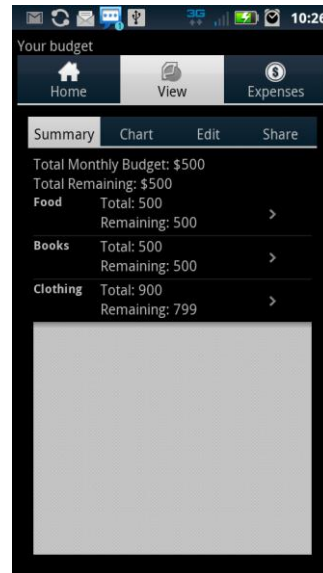 3G
10:26
Your budget
Home
View
Expenses
Summary
Chart
Edit
Share
Total Monthly Budget: $500
Total Remaining: $500
Food
Total: 500
Remaining: 500
Books
Total: 500
Remaining: 500
Clothing
Total: 900
Remaining: 799